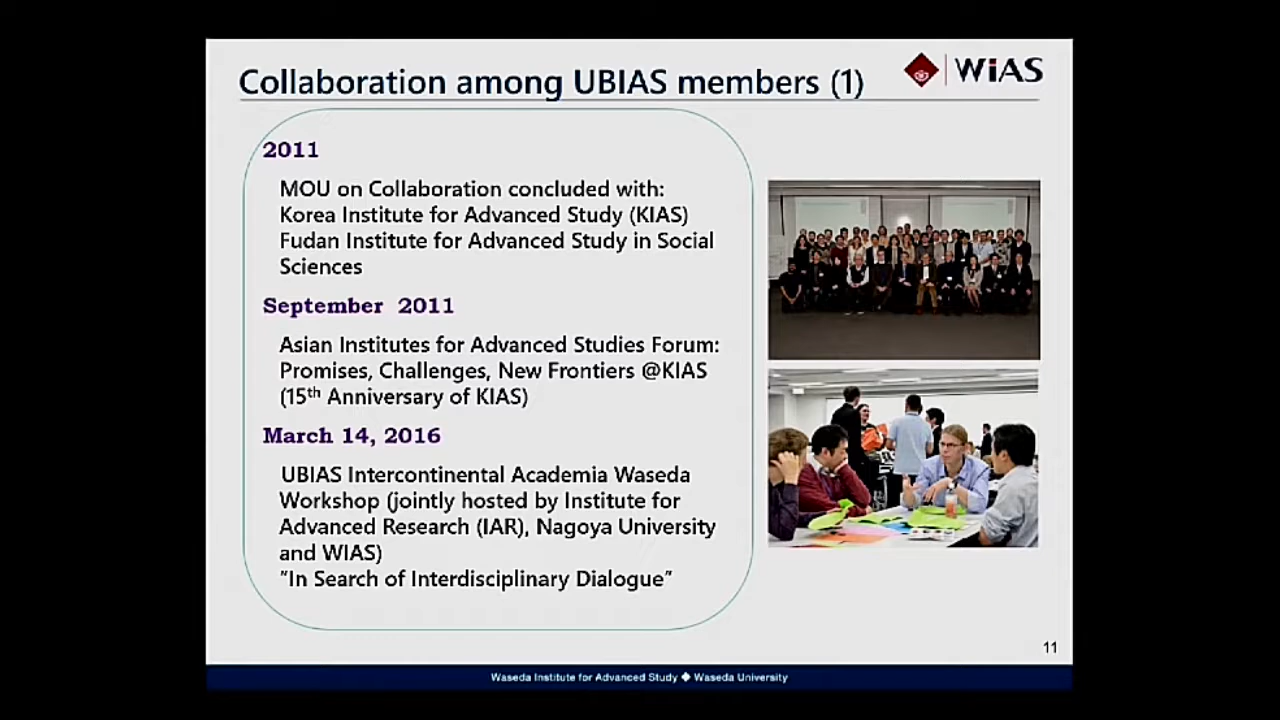 Collaboration among UBIAS members (1)
WiAS
2011
MOU on Collaboration concluded with:
Korea Institute for Advanced Study (KIAS)
Fudan Institute for Advanced Study in Social
Sciences
September 2011
Asian Institutes for Advanced Studies Forum:
Promises, Challenges, New Frontiers @KIAS
(15th Anniversary of KIAS)
March 14, 2016
UBIAS Intercontinental Academia Waseda
Workshop (jointly hosted by Institute for
Advanced Research (IAR), Nagoya University
and WIAS)
"In Search of Interdisciplinary Dialogue"
11
Waseda Institute for Advanced Study ◆ Waseda University